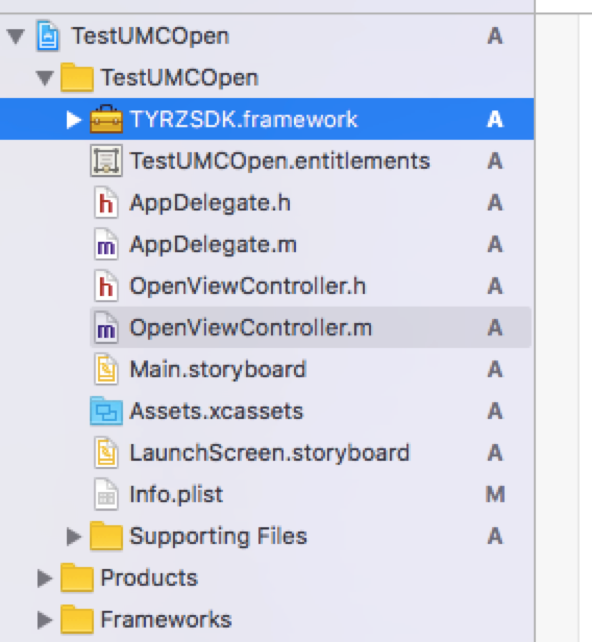 TestUMCOpen A
TestUMCOpen
TYRZSDK.framework A
TestUMCOpen.entitlements A
h AppDelegate.h A
m AppDelegate.m A
h OpenViewController.h A
m OpenViewController.m A
Main.storyboard A
Assets.xcassets A
LaunchScreen.storyboard A
Info.plist M
Supporting Files A
Products
Frameworks